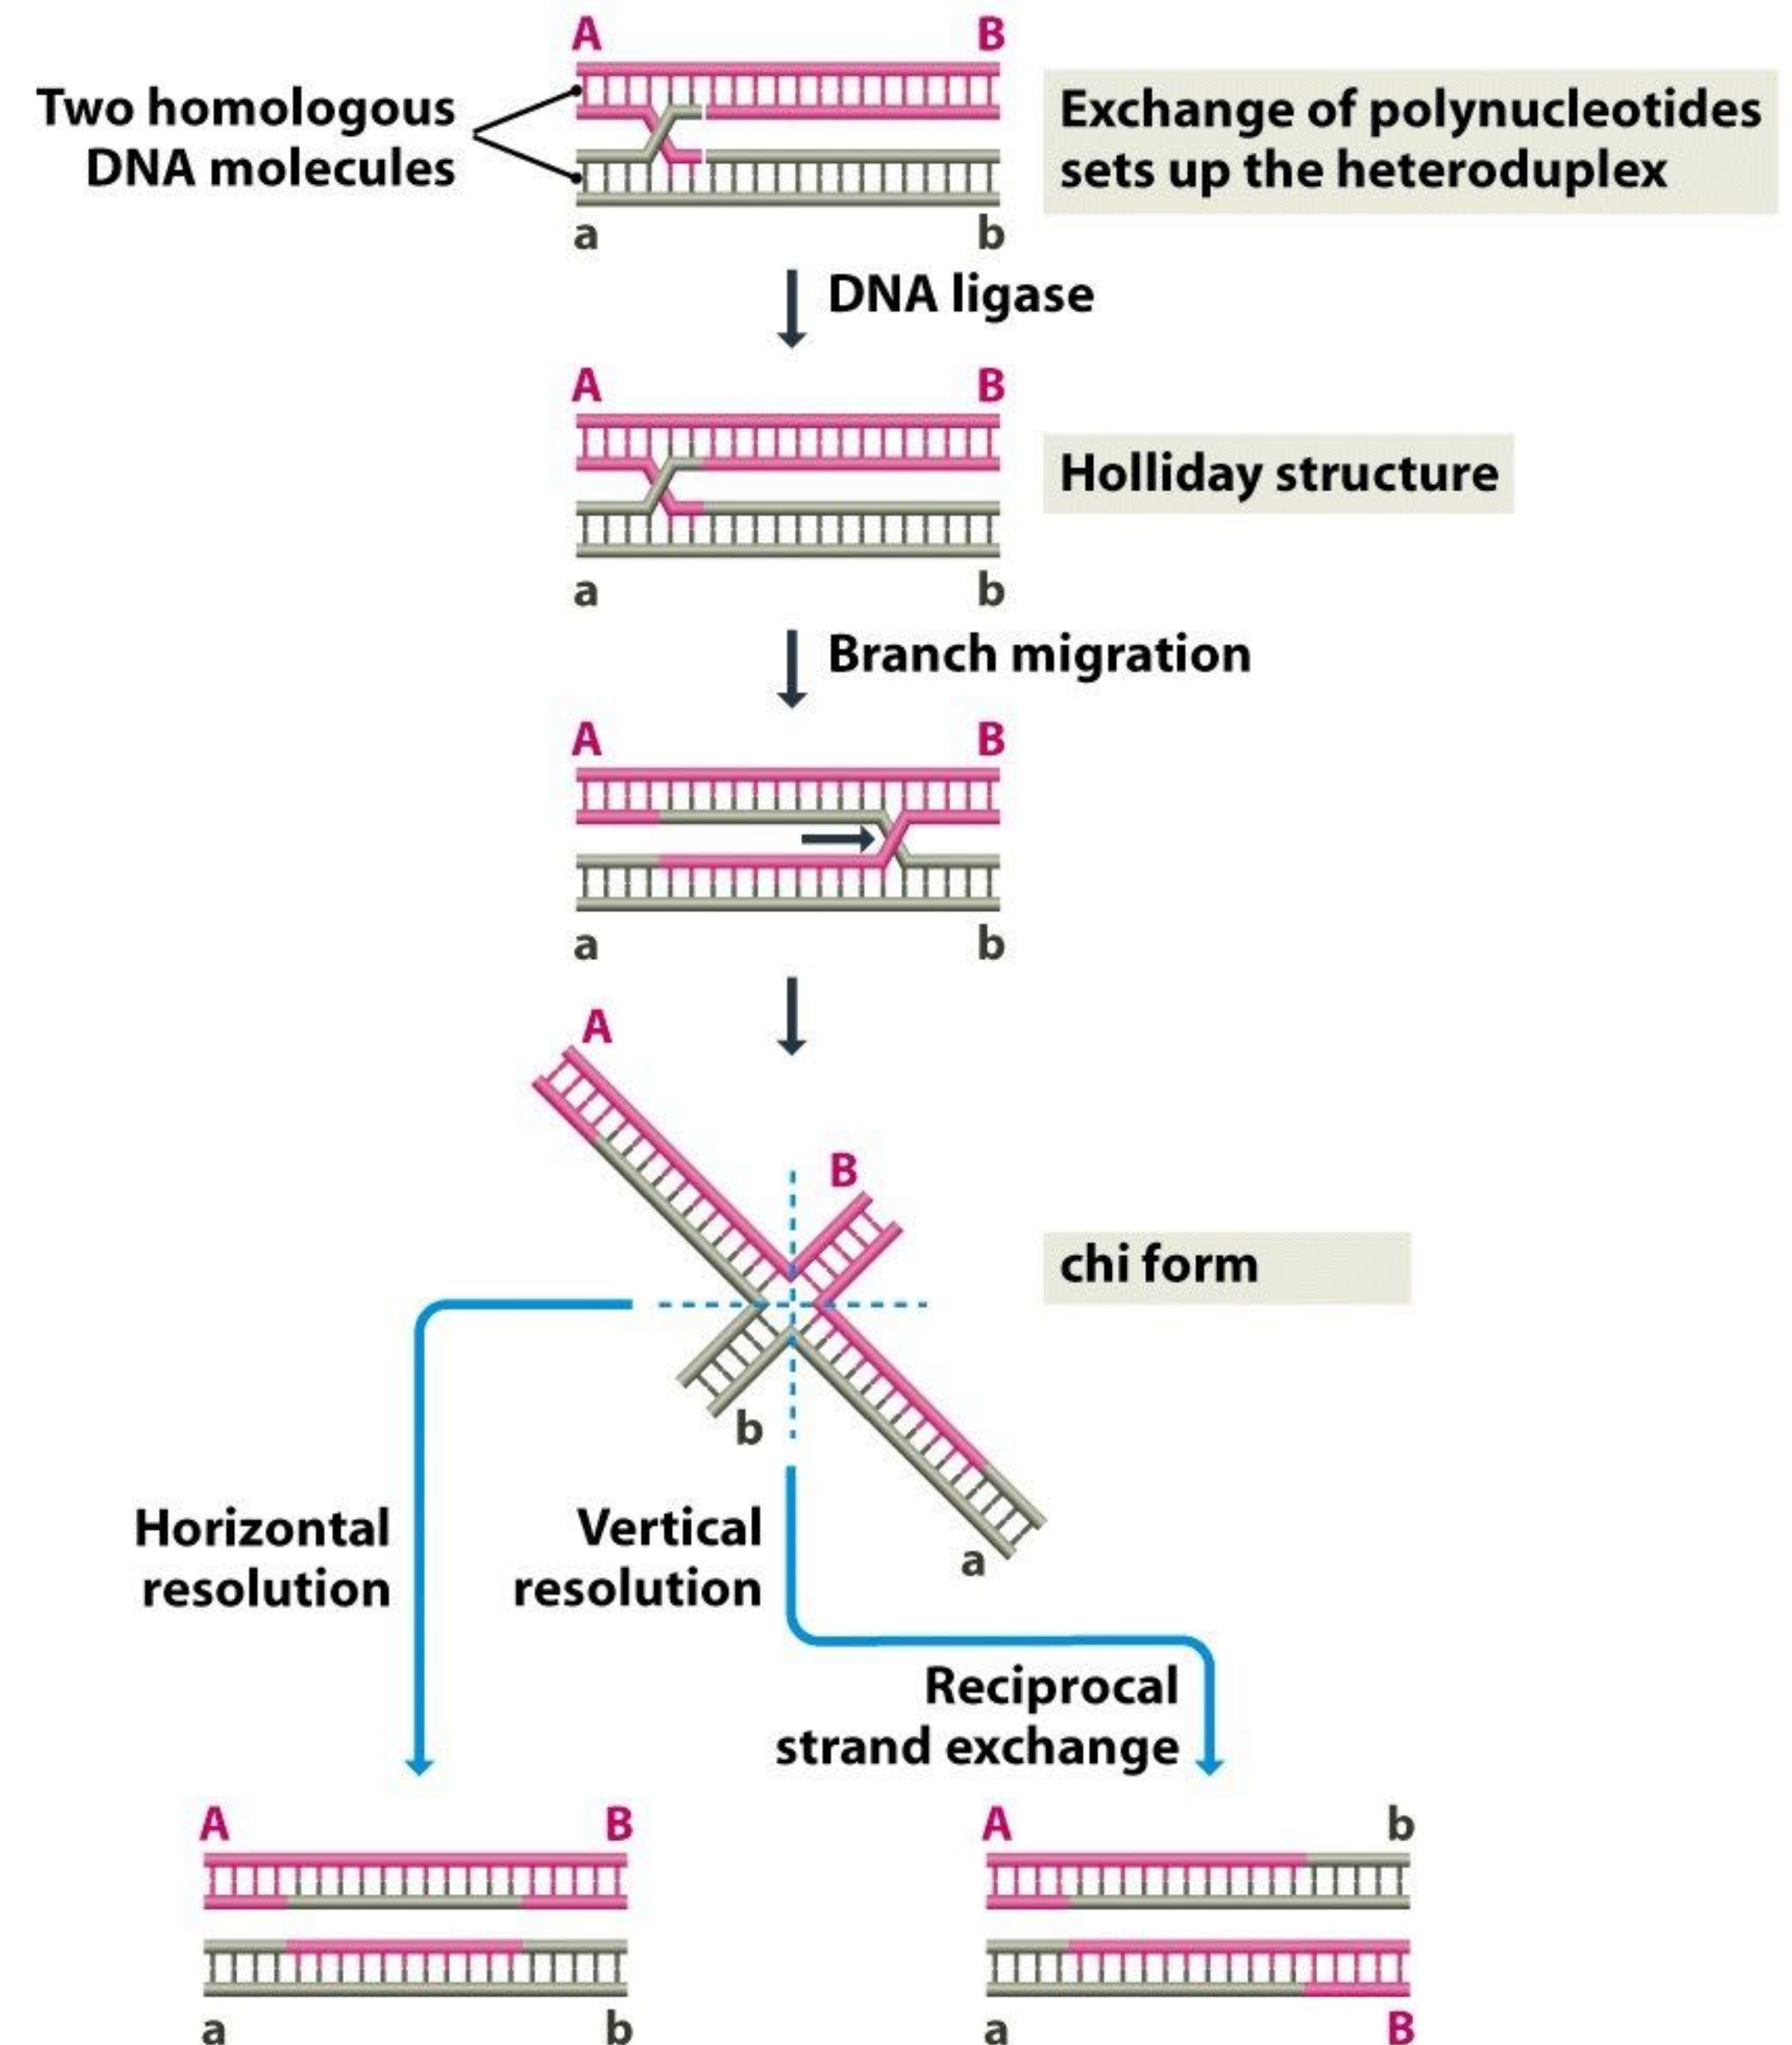 A B
Two homologous
DNA molecules
Exchange of polynucleotides
sets up the heteroduplex
a b
DNA ligase
A B
Holliday structure
a b
Branch migration
A B
a b
A
B
chi form
b
a
Horizontal
resolution
Vertical
resolution
Reciprocal
strand exchange
A B
A b
a b
a B